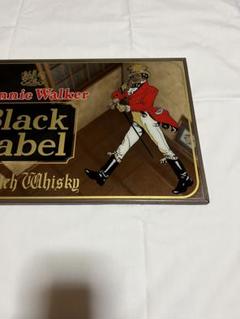 nnie Walker
Black
abel
ch Whisky